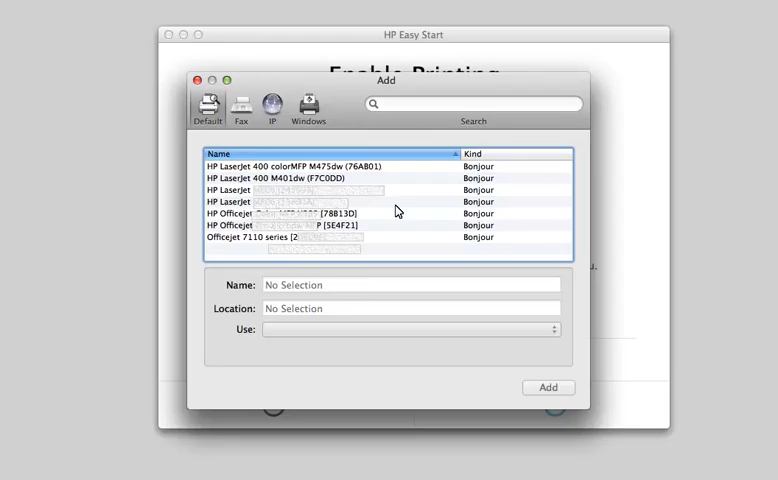 HP Easy Start
Enable Printing
Add
Default
Fax
IP
Windows
Search
Name
Kind
HP LaserJet 400 colorMFP M475dw (76AB01)
Bonjour
HP LaserJet 400 M401dw (F7C0DD)
Bonjour
HP LaserJet
Bonjour
HP LaserJet
Bonjour
HP Officejet [78B13D]
Bonjour
HP Officejet P [5E4F21]
Bonjour
Officejet 7110 series [2
Bonjour
u.
Name:
No Selection
Location:
No Selection
Use:
Add